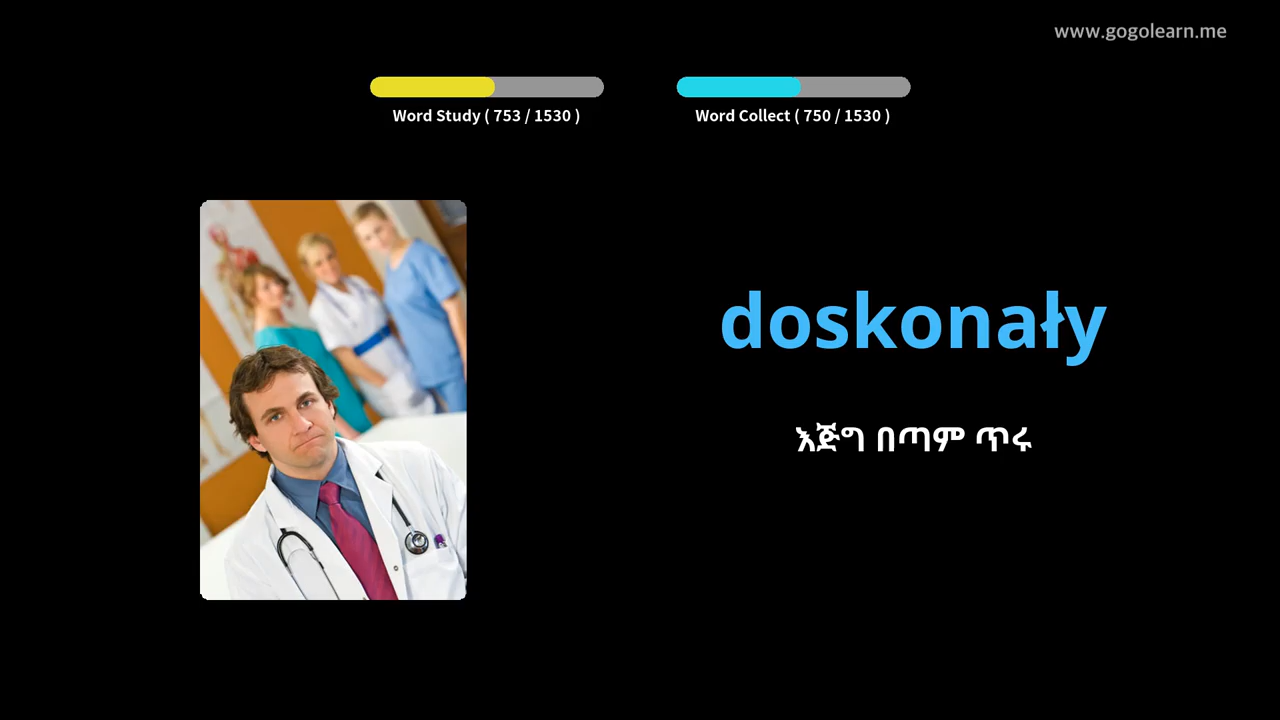 www.gogolearn.me
Word Study ( 753 / 1530 )
Word Collect ( 750 / 1530 )
doskonały
እጅግ በጣም ጥሩ